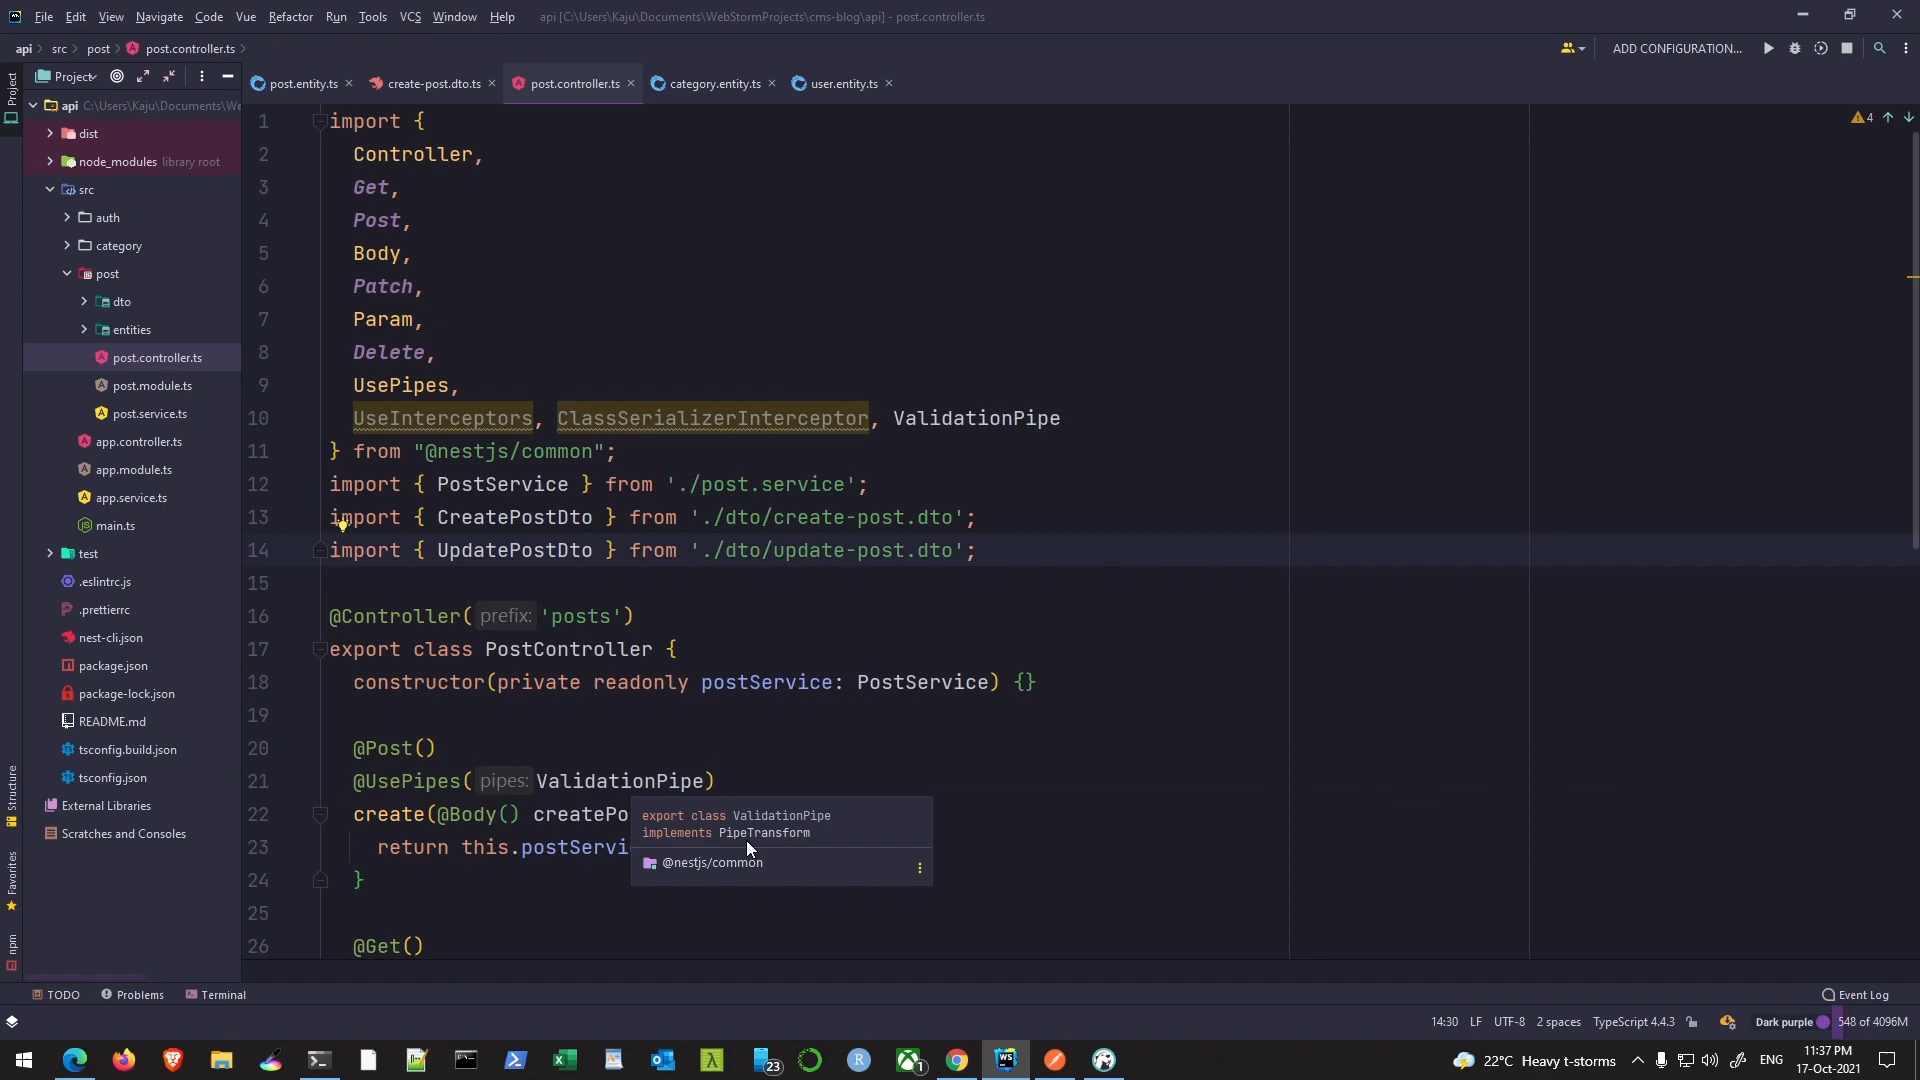 File Edit View Navigate Code Vue Refactor Run Tools VCS Window Help api [C:\Users\Kaju\Documents\WebStormProjects\cms-blog\api] - post.controller.ts
api src post post.controller.ts ADD CONFIGURATION...
Project
Project
post.entity.ts create-post.dto.ts post.controller.ts category.entity.ts user.entity.ts
api C:\Users\Kaju\Documents\We
dist
node_modules library root
src
auth
category
post
dto
entities
post.controller.ts
post.module.ts
post.service.ts
app.controller.ts
app.module.ts
app.service.ts
main.ts
test
.eslintrc.js
.prettierrc
nest-cli.json
package.json
package-lock.json
README.md
tsconfig.build.json
tsconfig.json
External Libraries
Scratches and Consoles
Structure
Favorites
npm
4
1 import {
2 Controller,
3 Get,
4 Post,
5 Body,
6 Patch,
7 Param,
8 Delete,
9 UsePipes,
10 UseInterceptors, ClassSerializerInterceptor, ValidationPipe
11 } from "@nestjs/common";
12 import { PostService } from './post.service';
13 import { CreatePostDto } from './dto/create-post.dto';
14 import { UpdatePostDto } from './dto/update-post.dto';
15
16 @Controller( prefix: 'posts')
17 export class PostController {
18 constructor(private readonly postService: PostService) {}
19
20 @Post()
21 @UsePipes( pipes: ValidationPipe)
22 create(@Body() createPo
23 return this.postServi
24 }
25
26 @Get()
export class ValidationPipe
implements PipeTransform
@nestjs/common
TODO Problems Terminal Event Log
14:30 LF UTF-8 2 spaces TypeScript 4.4.3 Dark purple 548 of 4096M
23 1 WS 22°C Heavy t-storms ENG 11:37 PM
17-Oct-2021